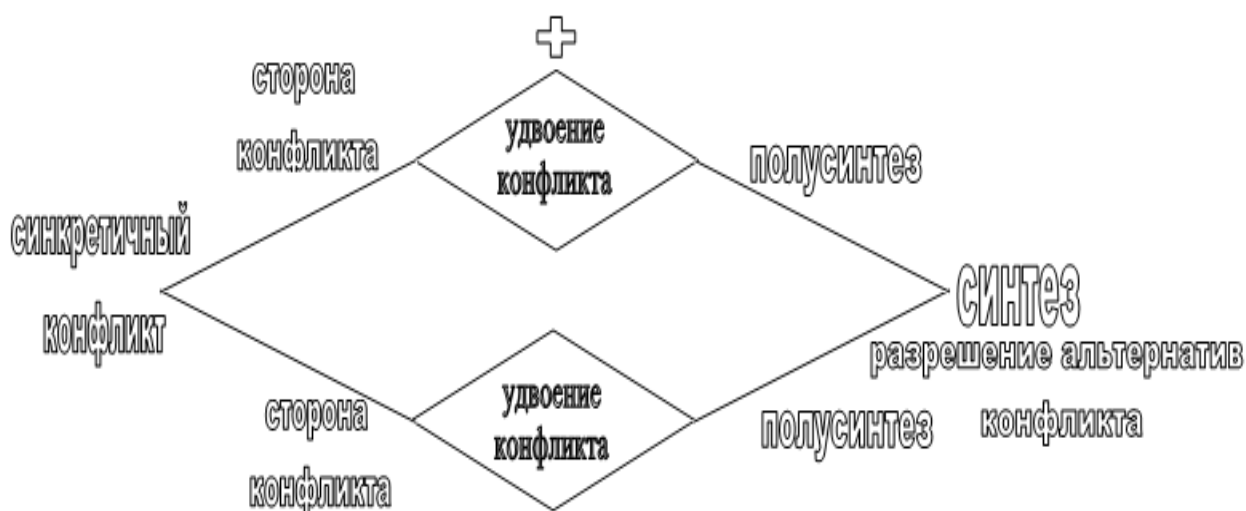 +
сторона
конфликта
удвоение
конфликта
полусинтез
синкретичный
конфликт
синтез
разрешение альтернатив
конфликта
сторона
конфликта
удвоение
конфликта
полусинтез